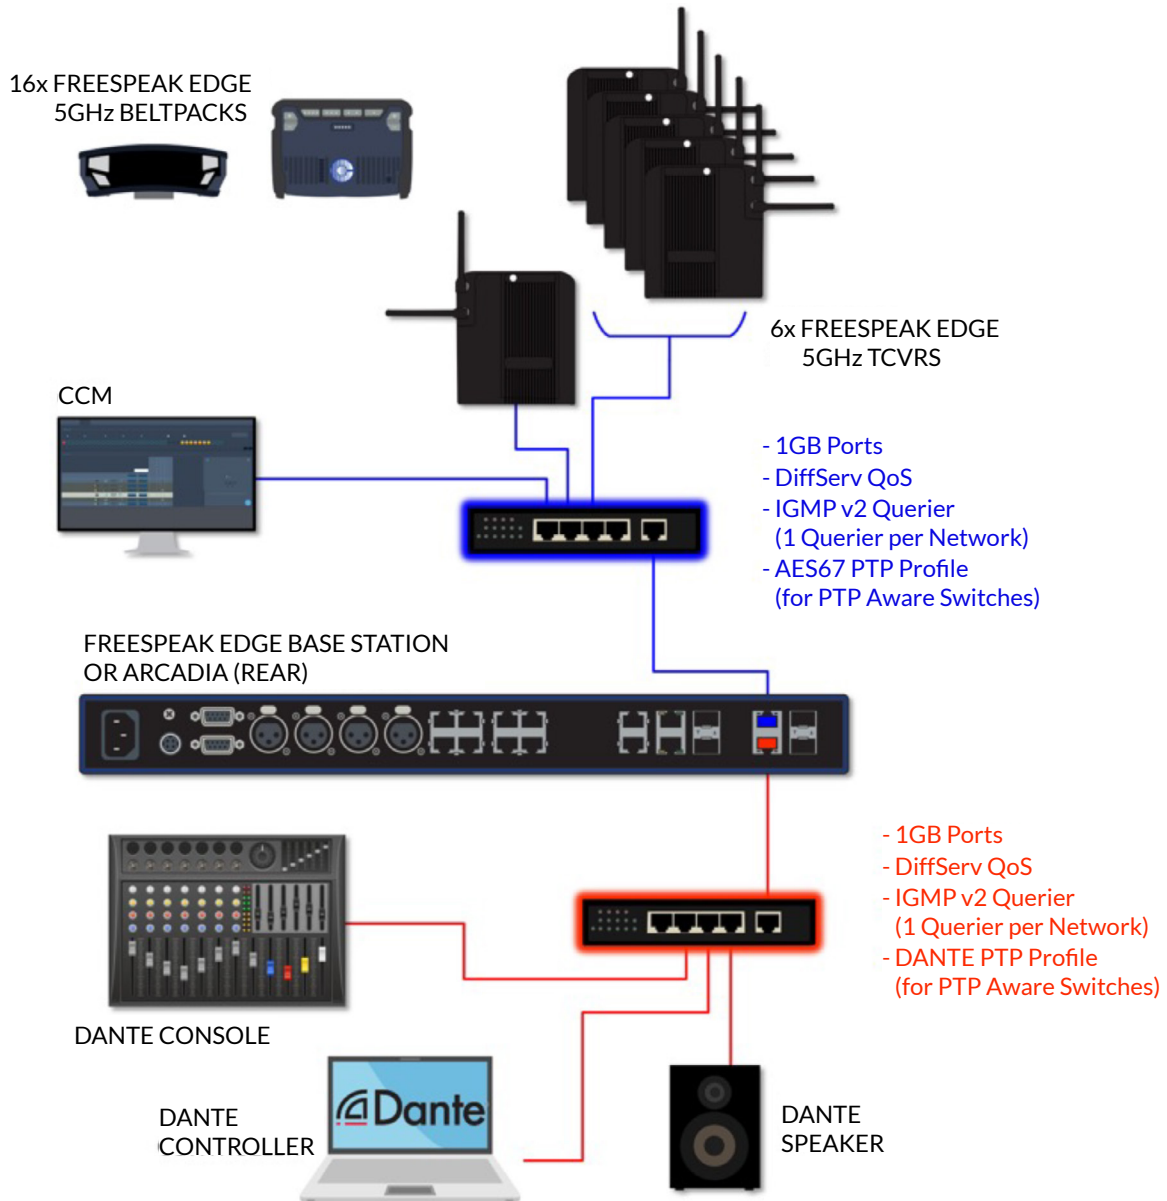 16x FREESPEAK EDGE
5GHz BELTPACKS
6x FREESPEAK EDGE
5GHz TCVRS
CCM
- 1GB Ports
- DiffServ QoS
- IGMP v2 Querier
(1 Querier per Network)
- AES67 PTP Profile
(for PTP Aware Switches)
FREESPEAK EDGE BASE STATION
OR ARCADIA (REAR)
- 1GB Ports
- DiffServ QoS
- IGMP v2 Querier
(1 Querier per Network)
- DANTE PTP Profile
(for PTP Aware Switches)
DANTE CONSOLE
DANTE
CONTROLLER
Dante
DANTE
SPEAKER